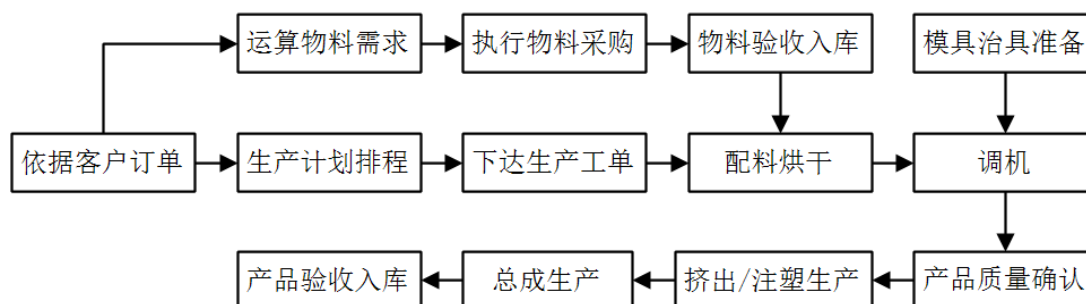 运算物料需求
执行物料采购
物料验收入库
模具治具准备
依据客户订单
生产计划排程
下达生产工单
配料烘干
调机
产品验收入库
总成生产
挤出/注塑生产
产品质量确认